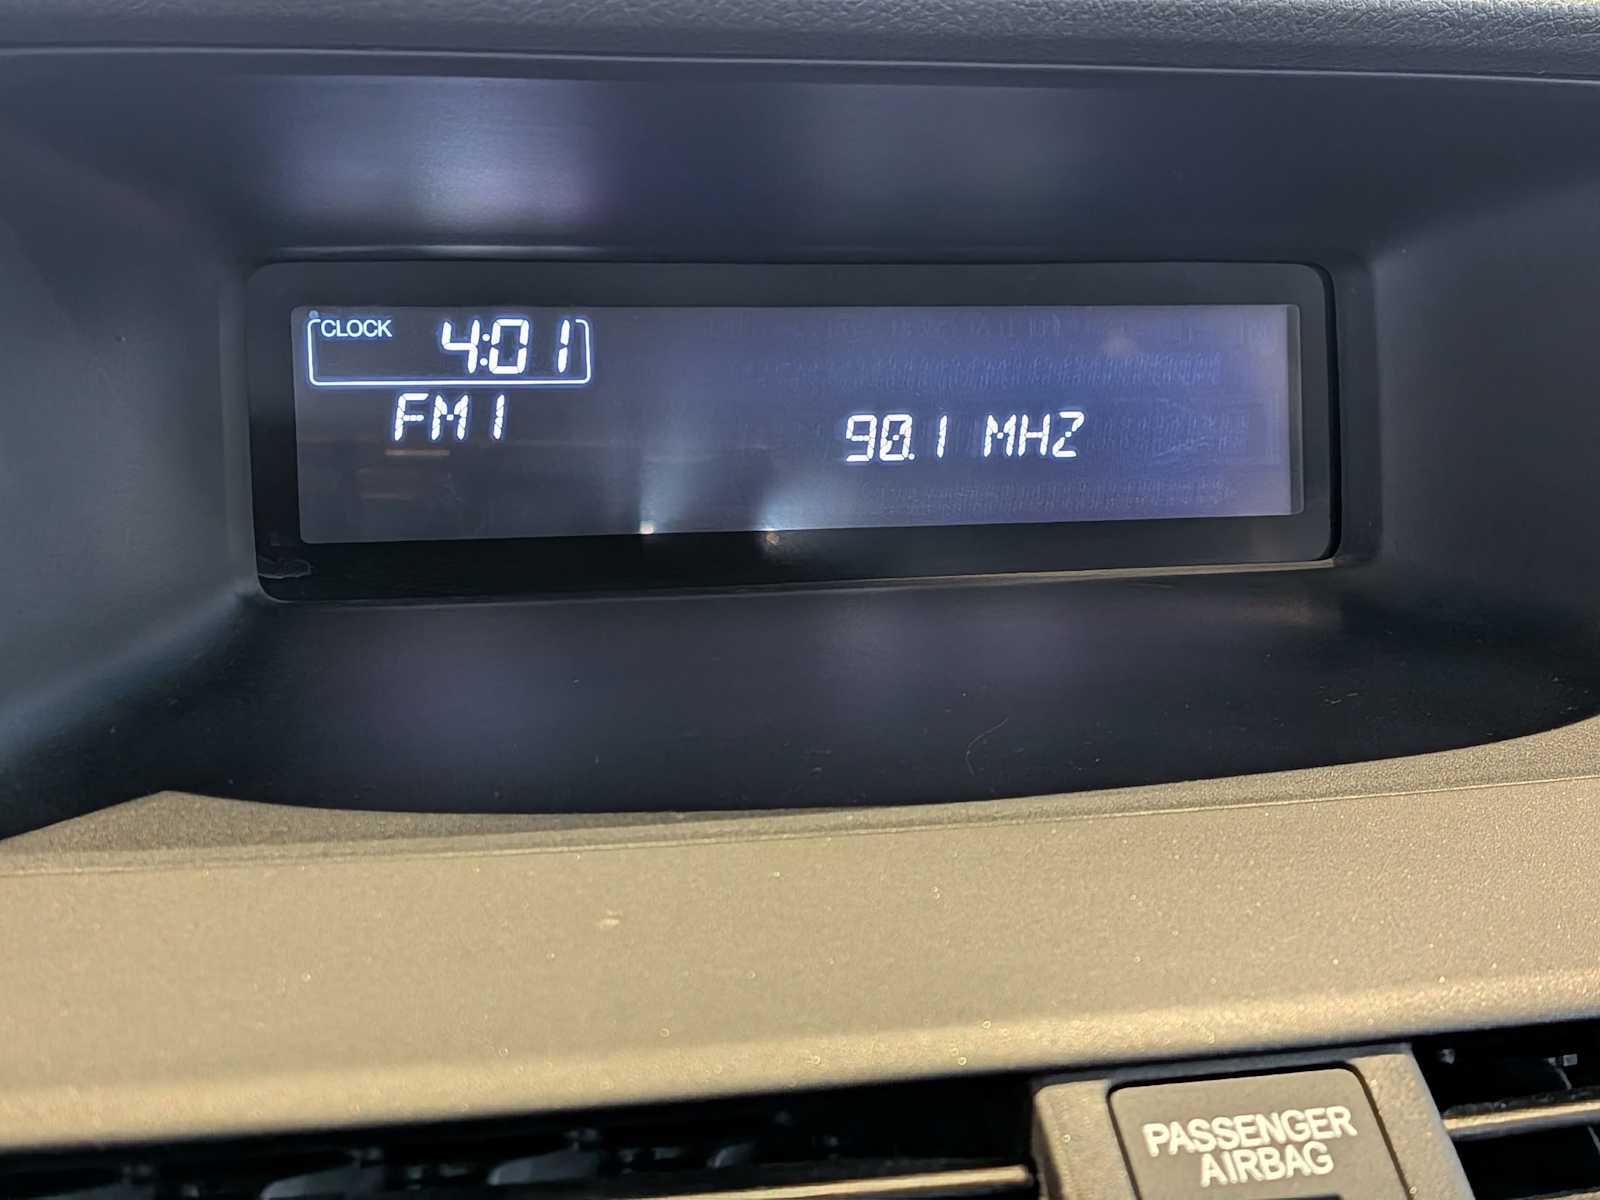 CLOCK 4:01
FM1
90.1 MHZ
PASSENGER
AIRBAG